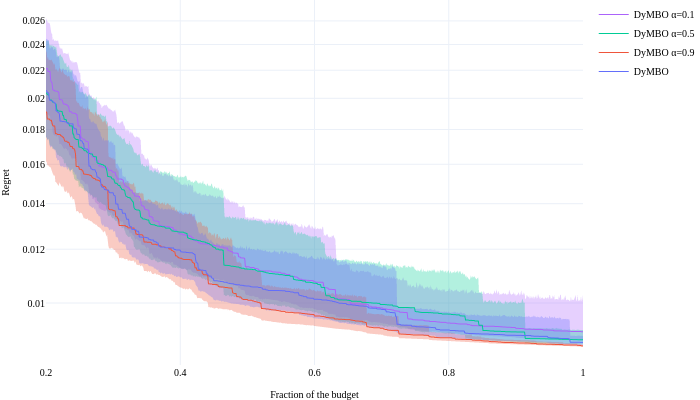 0.026
0.024
0.022
0.02
0.018
0.016
0.014
0.012
0.01
Regret
0.2
0.4
0.6
0.8
1
Fraction of the budget
DyMBO α=0.1
DyMBO α=0.5
DyMBO α=0.9
DyMBO